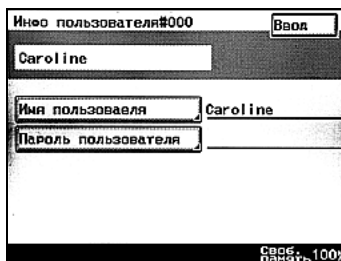 Инфо пользователя#000 Ввод
Caroline
Имя пользоваеля Caroline
Пароль пользователя
Своб. память 100%